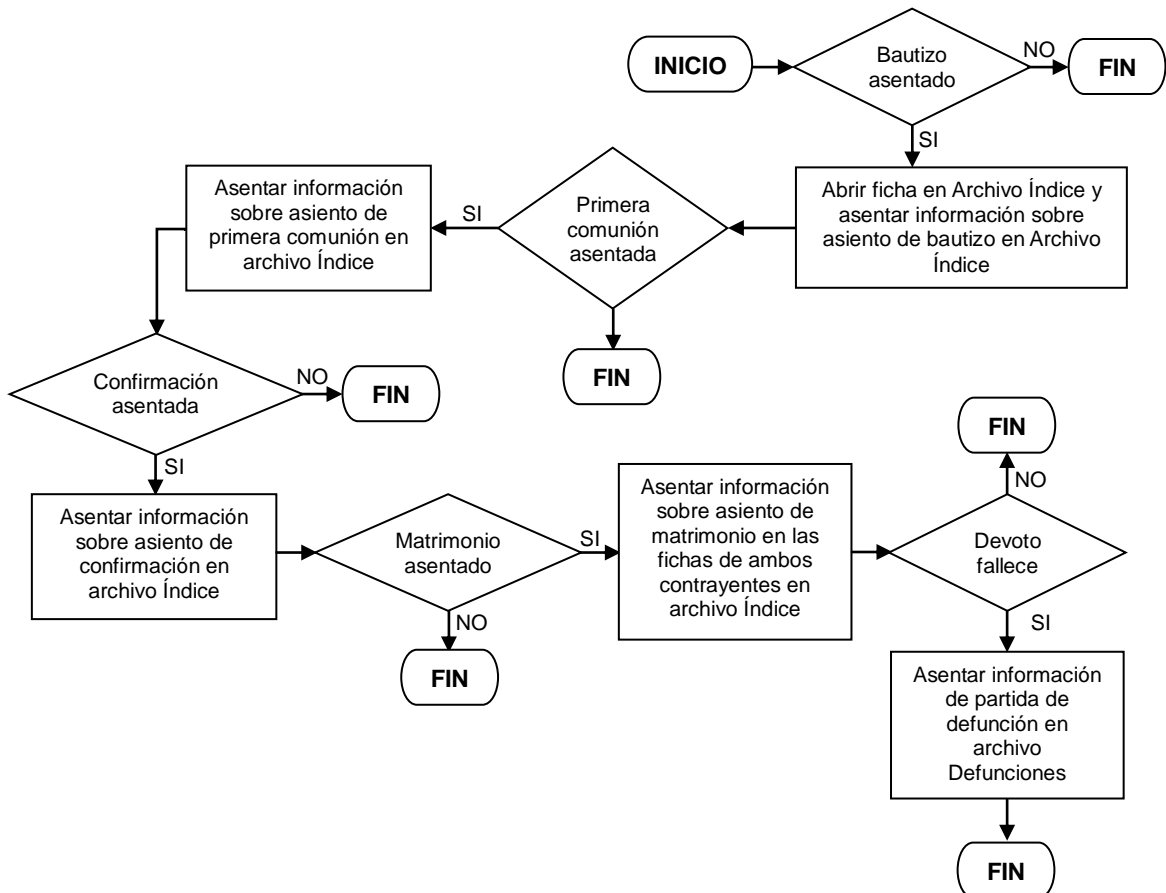 INICIO
Bautizo
asentado
NO
FIN
SI
Abrir ficha en Archivo Índice y
asentar información sobre
asiento de bautizo en Archivo
Índice
Primera
comunión
asentada
SI
FIN
Asentar información
sobre asiento de
primera comunión en
archivo Índice
Confirmación
asentada
NO
FIN
SI
Asentar información
sobre asiento de
confirmación en
archivo Índice
Matrimonio
asentado
SI
NO
FIN
Asentar información
sobre asiento de
matrimonio en las
fichas de ambos
contrayentes en
archivo Índice
Devoto
fallece
NO
FIN
SI
Asentar información
de partida de
defunción en
archivo
Defunciones
FIN